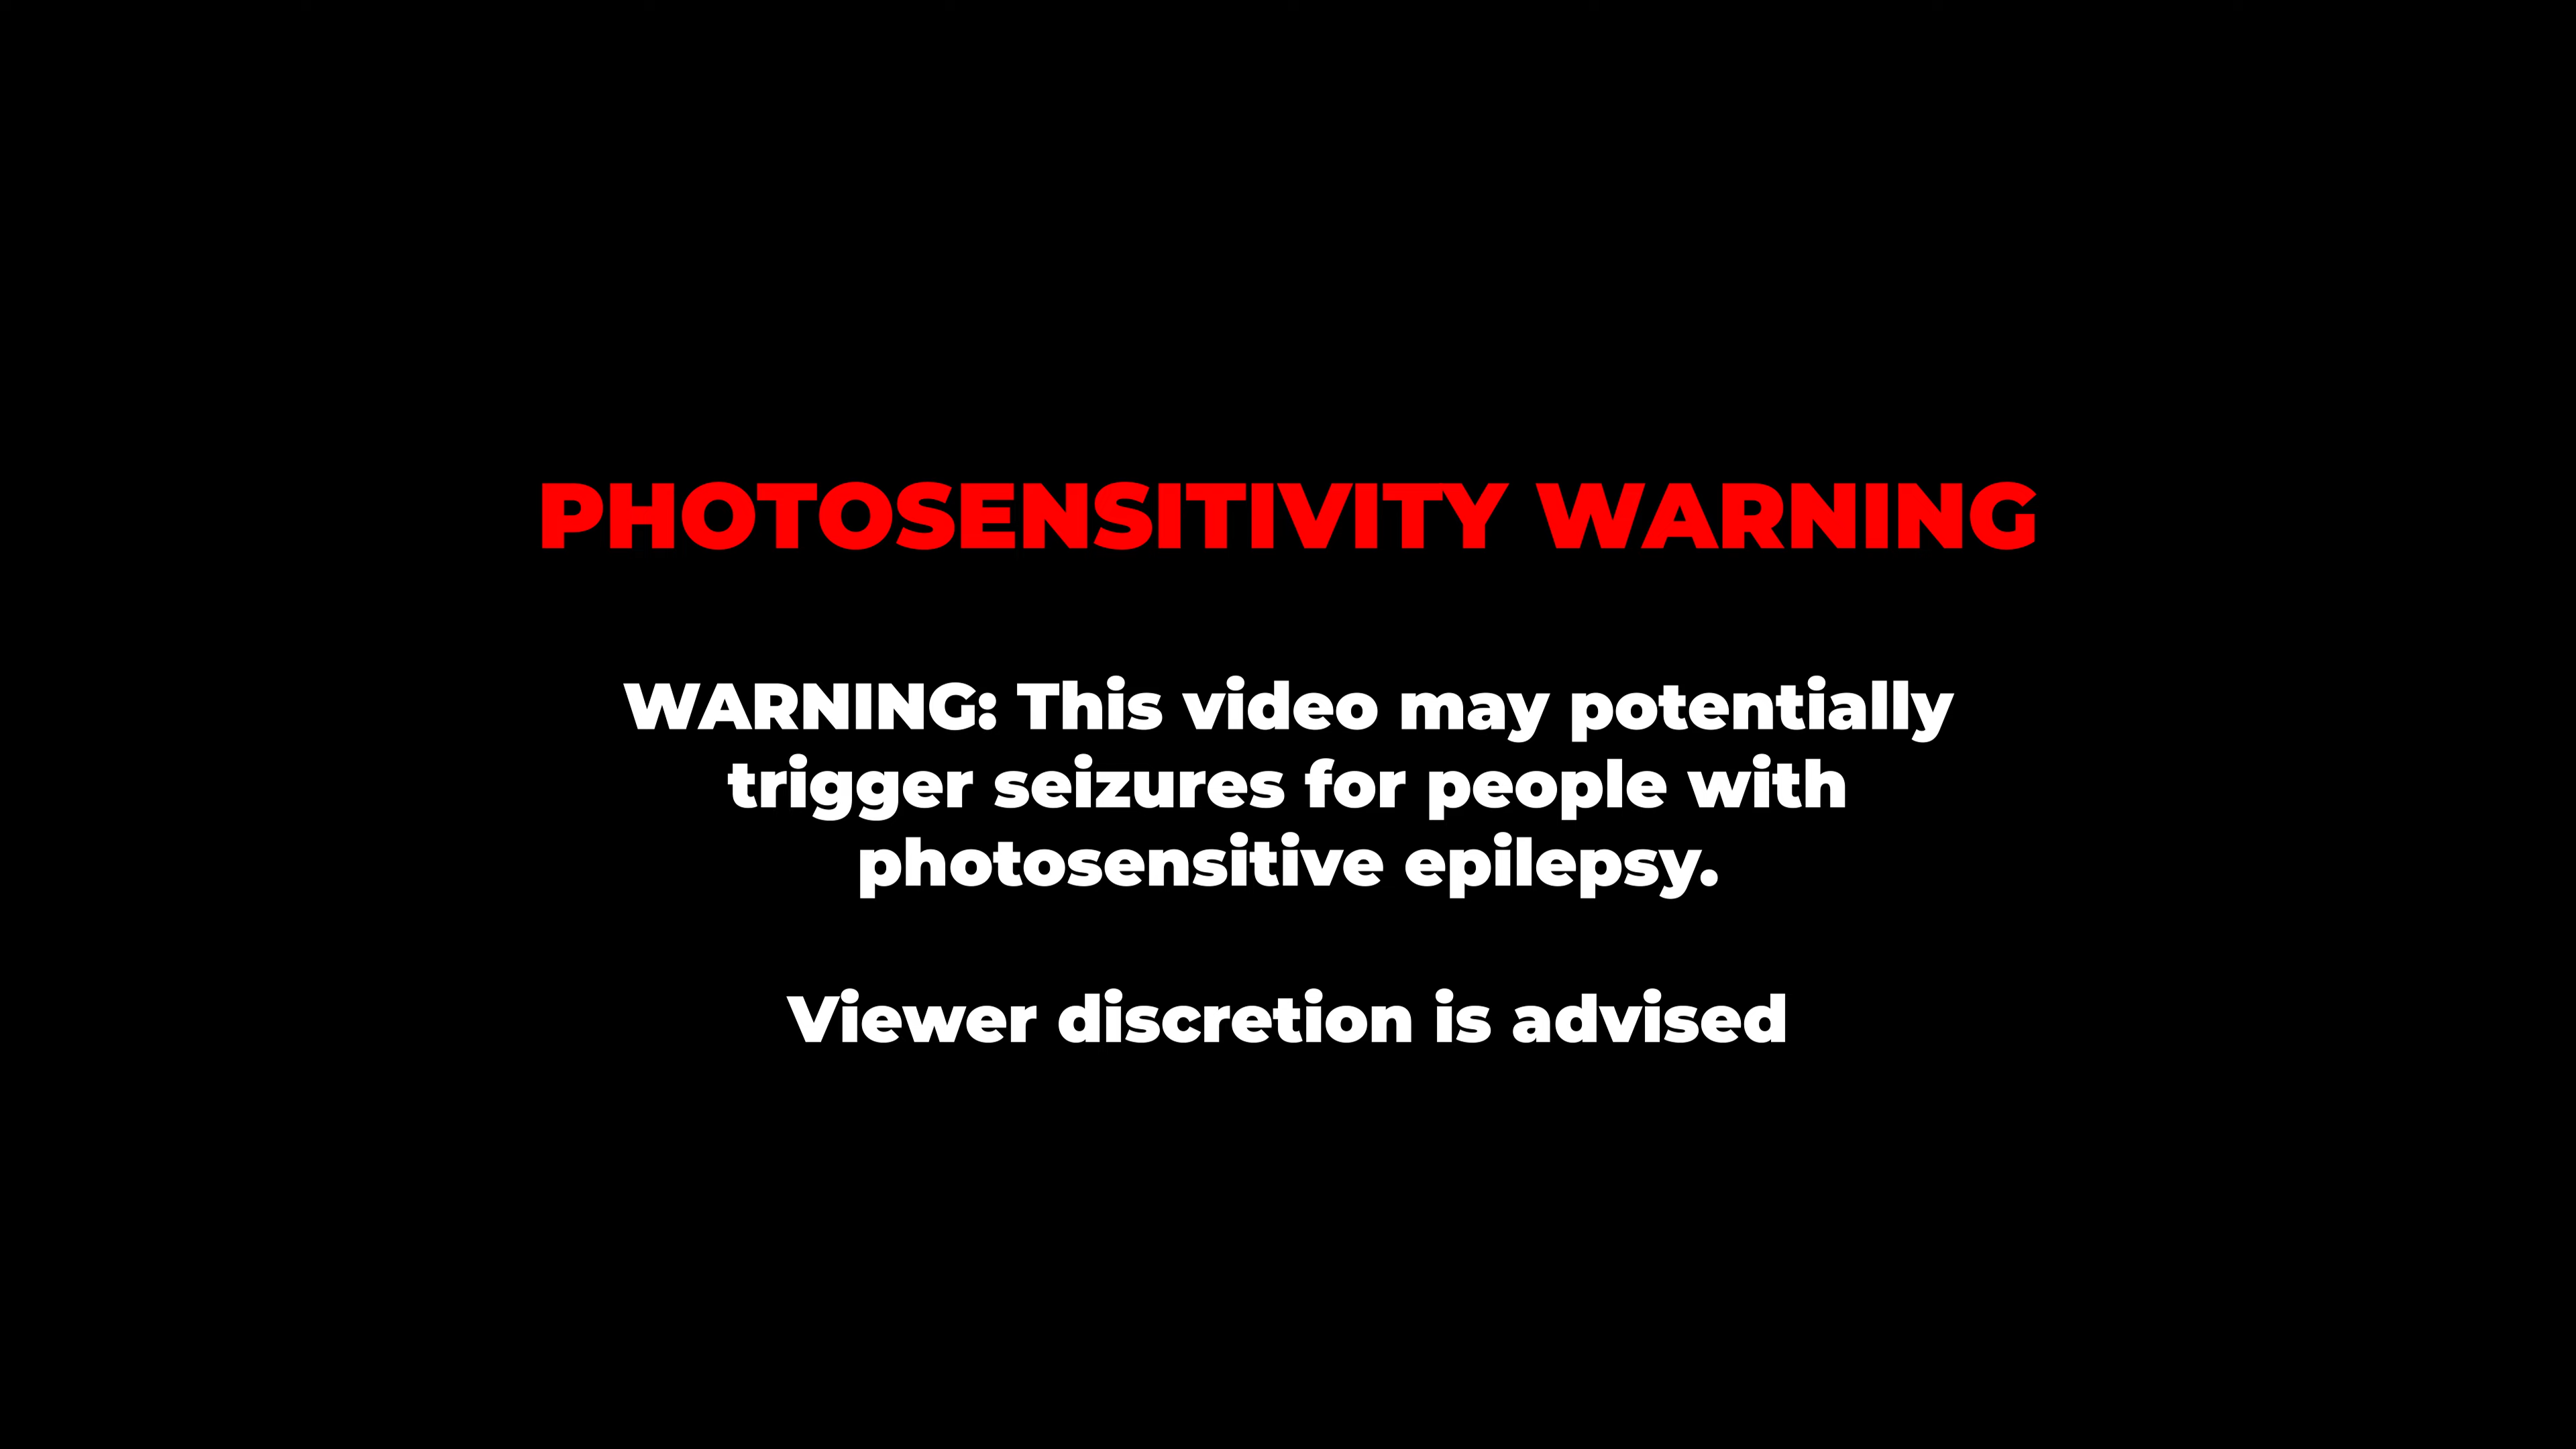 PHOTOSENSITIVITY WARNING
WARNING: This video may potentially
trigger seizures for people with
photosensitive epilepsy.
Viewer discretion is advised